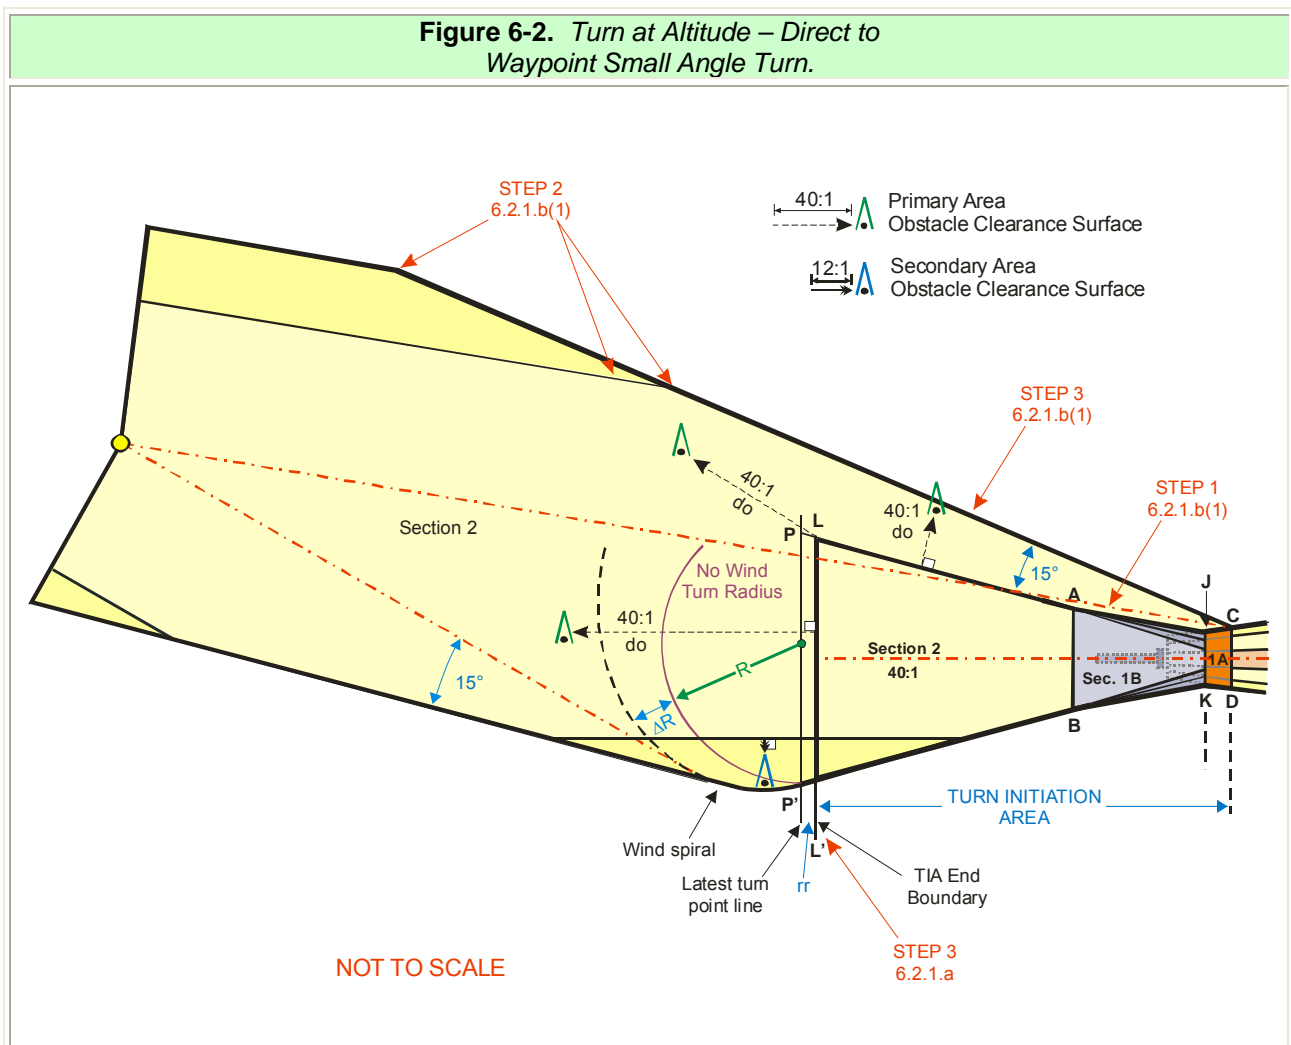 Figure 6-2. Turn at Altitude – Direct to
Waypoint Small Angle Turn.
STEP 2
6.2.1.b(1)
40:1
Primary Area
Obstacle Clearance Surface
12:1
Secondary Area
Obstacle Clearance Surface
STEP 3
6.2.1.b(1)
STEP 1
6.2.1.b(1)
40:1
do
40:1
do
L
P
Section 2
No Wind
Turn Radius
15°
A
J
C
40:1
do
Section 2
40:1
1A
Sec. 1B
R
15°
ΔR
K
D
B
P'
TURN INITIATION
AREA
Wind spiral
L'
Latest turn
point line
rr
TIA End
Boundary
STEP 3
6.2.1.a
NOT TO SCALE